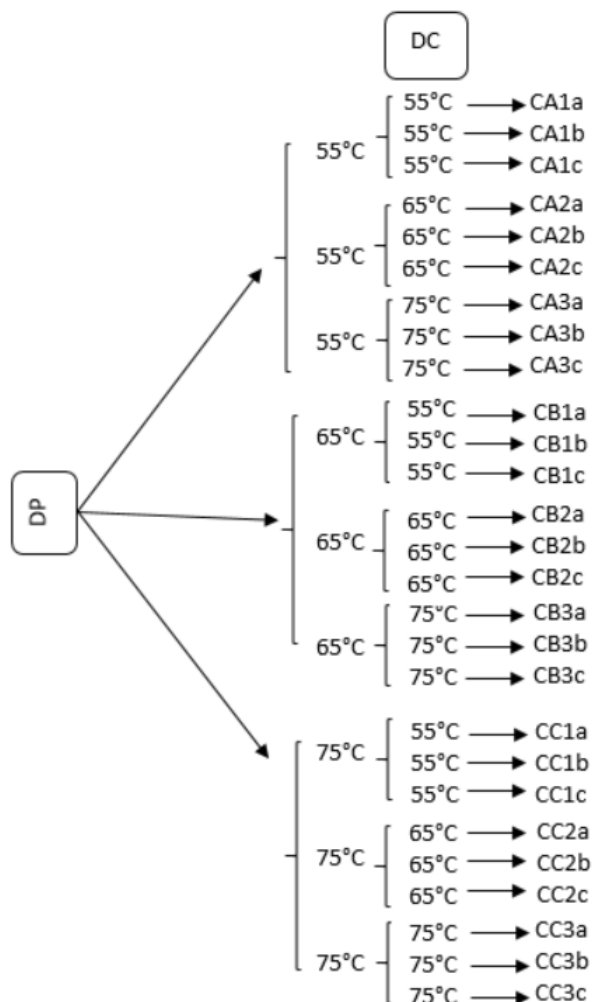 DC
55°C CA1a
55°C CA1b
55°C
55°C CA1c
65°C CA2a
65°C CA2b
55°C
65°C CA2c
75°C CA3a
75°C CA3b
55°C
75°C CA3c
55°C CB1a
65°C
55°C CB1b
55°C CB1c
DP
65°C CB2a
65°C
65°C CB2b
65°C CB2c
75°C CB3a
75°C CB3b
65°C
75°C CB3c
55°C CC1a
75°C
55°C CC1b
55°C CC1c
65°C CC2a
75°C
65°C CC2b
65°C CC2c
75°C CC3a
75°C
75°C CC3b
75°C CC3c